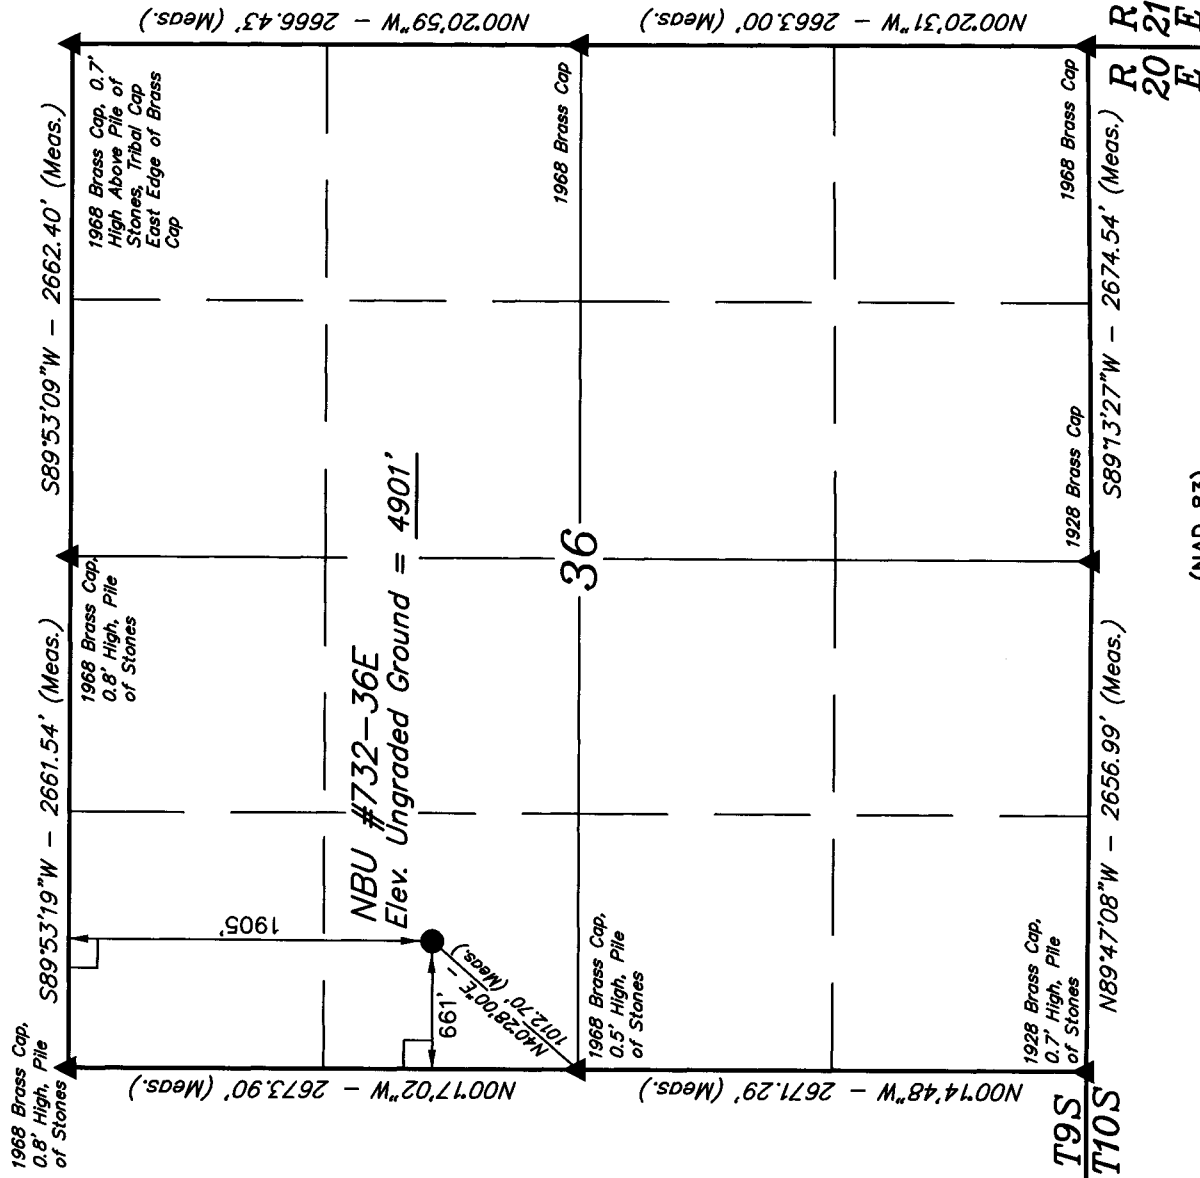 1968 Brass Cap,
0.8' High, Pile
of Stones
S89°53'19"W - 2661.54' (Meas.)
S89°53'09"W - 2662.40' (Meas.)
1968 Brass Cap,
0.8' High, Pile
of Stones
1968 Brass Cap, 0.7'
High Above Pile of
Stones, Tribal Cap
East Edge of Brass
Cap
N00°17'02"W - 2673.90' (Meas.)
N00°20'59"W - 2666.43' (Meas.)
1905'
NBU #732-36E
Elev. Ungraded Ground = 4901'
661'
N40°28'00"E -
1012.70' (Meas.)
36
1968 Brass Cap
1968 Brass Cap,
0.5' High, Pile
of Stones
N00°14'48"W - 2671.29' (Meas.)
N00°20'31"W - 2663.00' (Meas.)
1928 Brass Cap,
0.7' High, Pile
of Stones
1928 Brass Cap
1968 Brass Cap
T9S
T10S
N89°47'08"W - 2656.99' (Meas.)
S89°13'27"W - 2674.54' (Meas.)
R R
20 21
E E
(NAD 83)